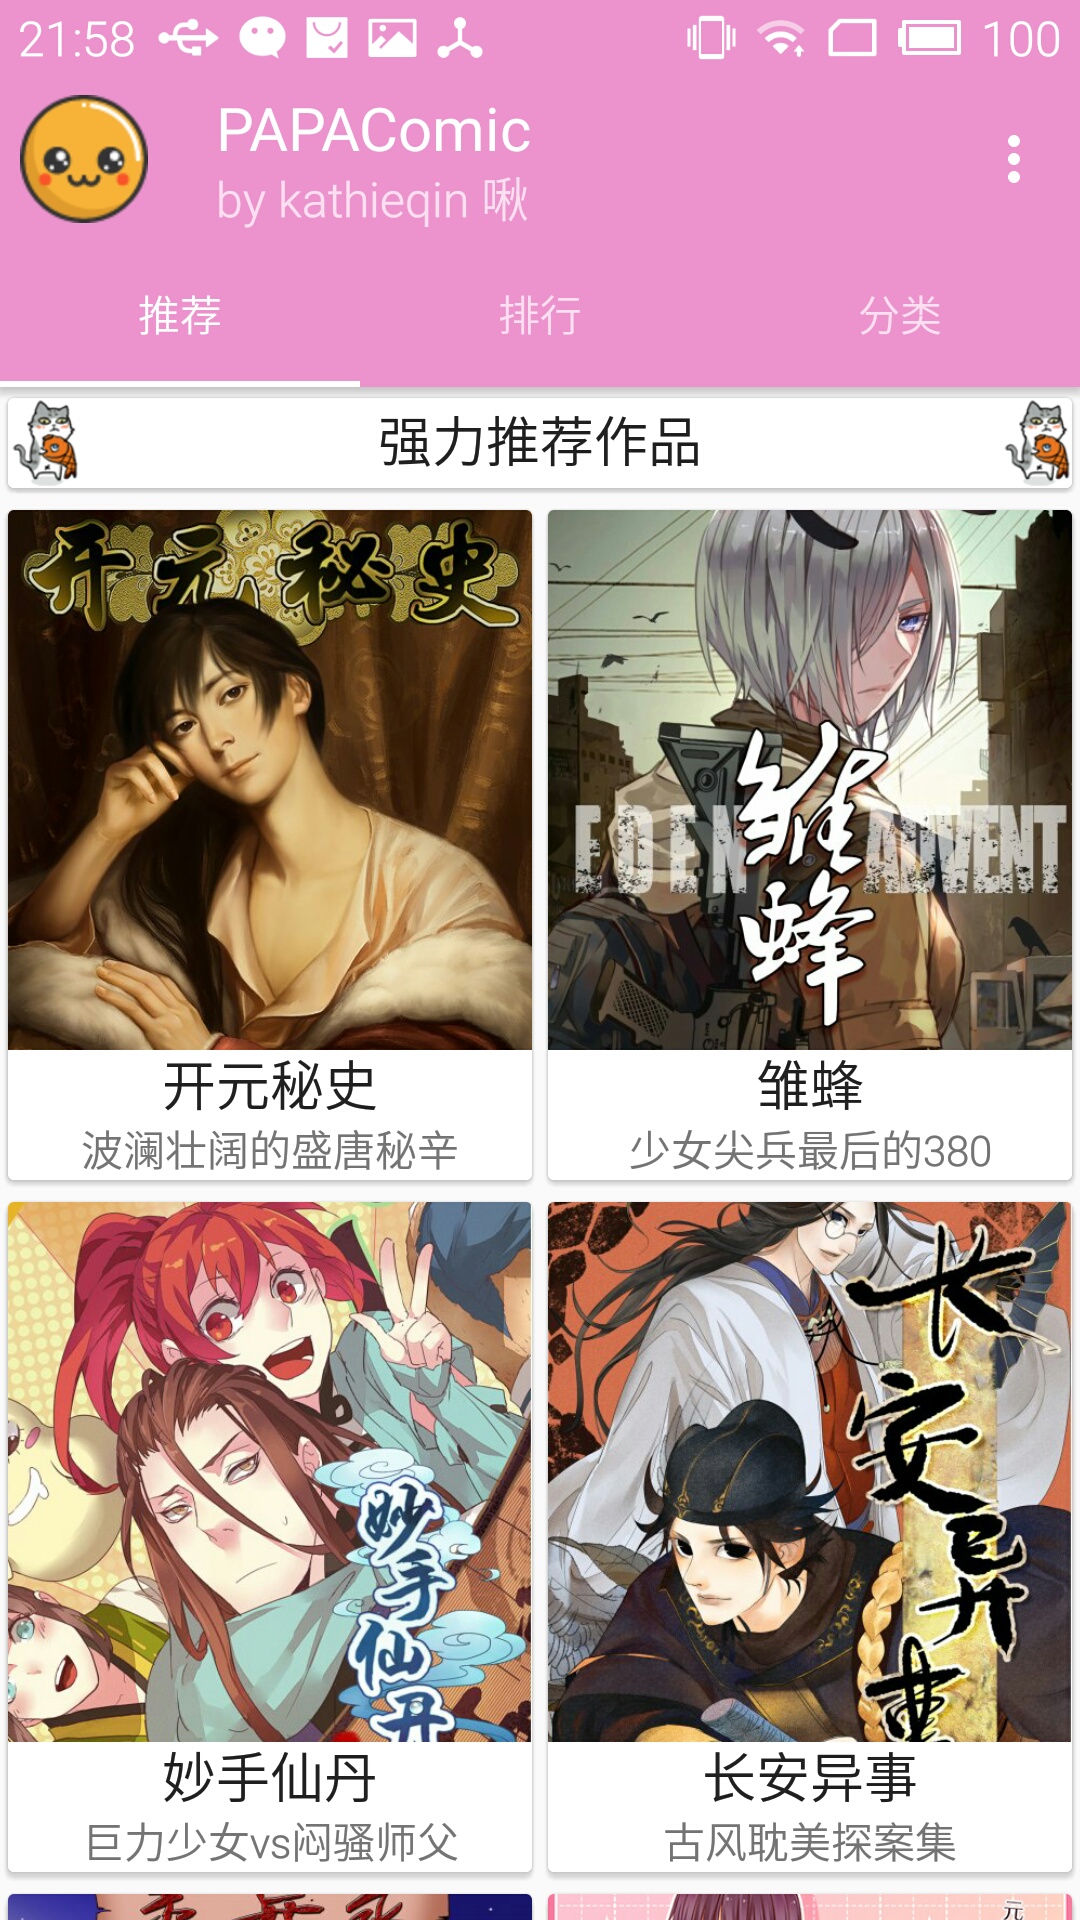 21:58
100
PAPAComic
by kathieqin 啾
推荐
排行
分类
强力推荐作品
开元秘史
雏蜂
EDEN ADVENT
开元秘史
波澜壮阔的盛唐秘辛
雏蜂
少女尖兵最后的380
妙手仙丹
长安异事
妙手仙丹
巨力少女vs闷骚师父
长安异事
古风耽美探案集
元